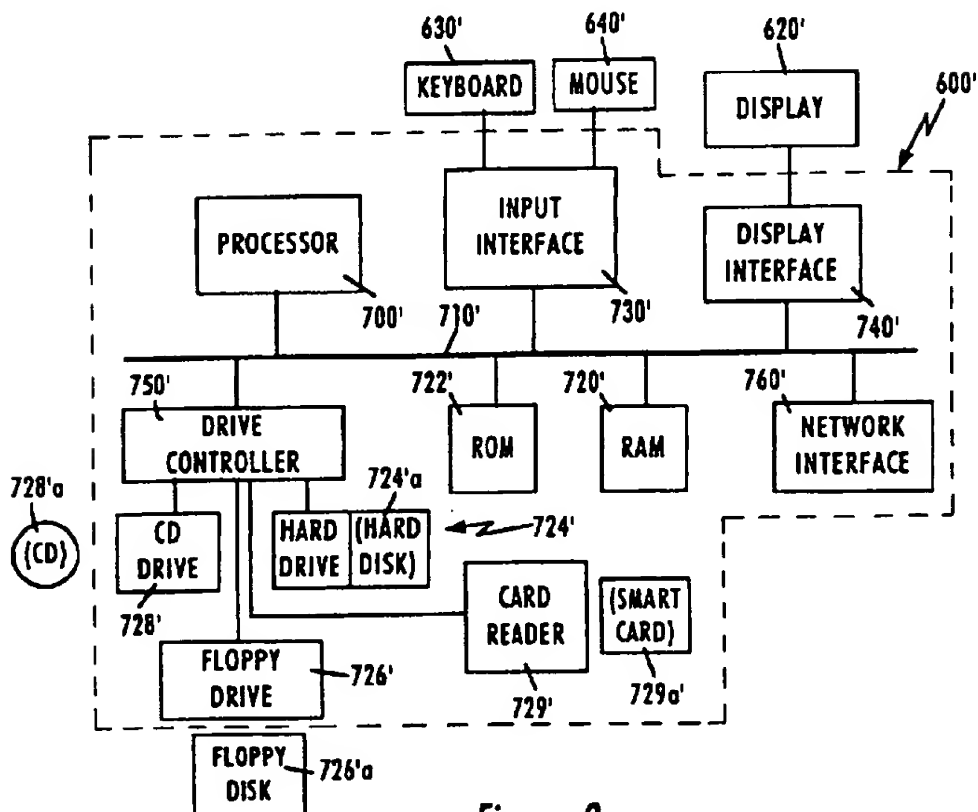 630'
640'
620'
600'
KEYBOARD
MOUSE
DISPLAY
PROCESSOR
700'
INPUT
INTERFACE
730'
DISPLAY
INTERFACE
740'
710'
750'
722'
720'
760'
DRIVE
CONTROLLER
ROM
RAM
NETWORK
INTERFACE
728'a
(CD)
CD
DRIVE
728'
724'a
HARD
DRIVE
(HARD
DISK)
724'
CARD
READER
729'
(SMART
CARD)
729a'
FLOPPY
DRIVE
726'
FLOPPY
DISK
726'a